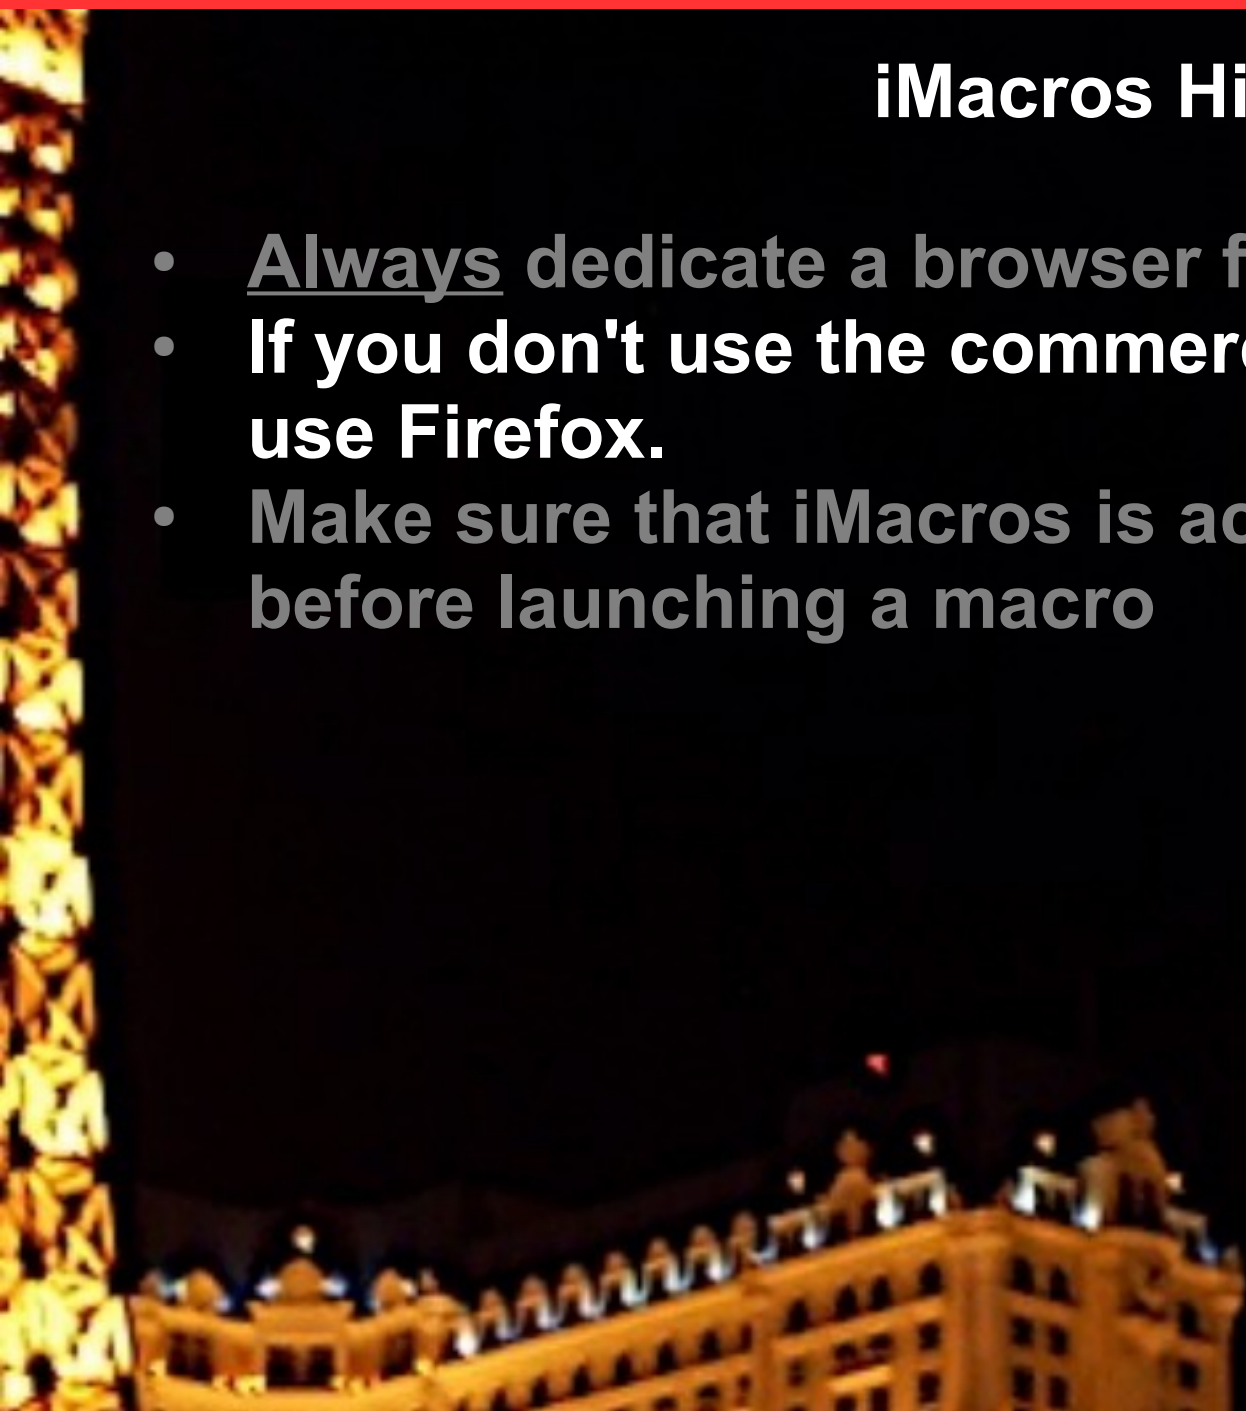 iMacros Hi
• Always dedicate a browser f
• If you don't use the commer
use Firefox.
• Make sure that iMacros is ac
before launching a macro